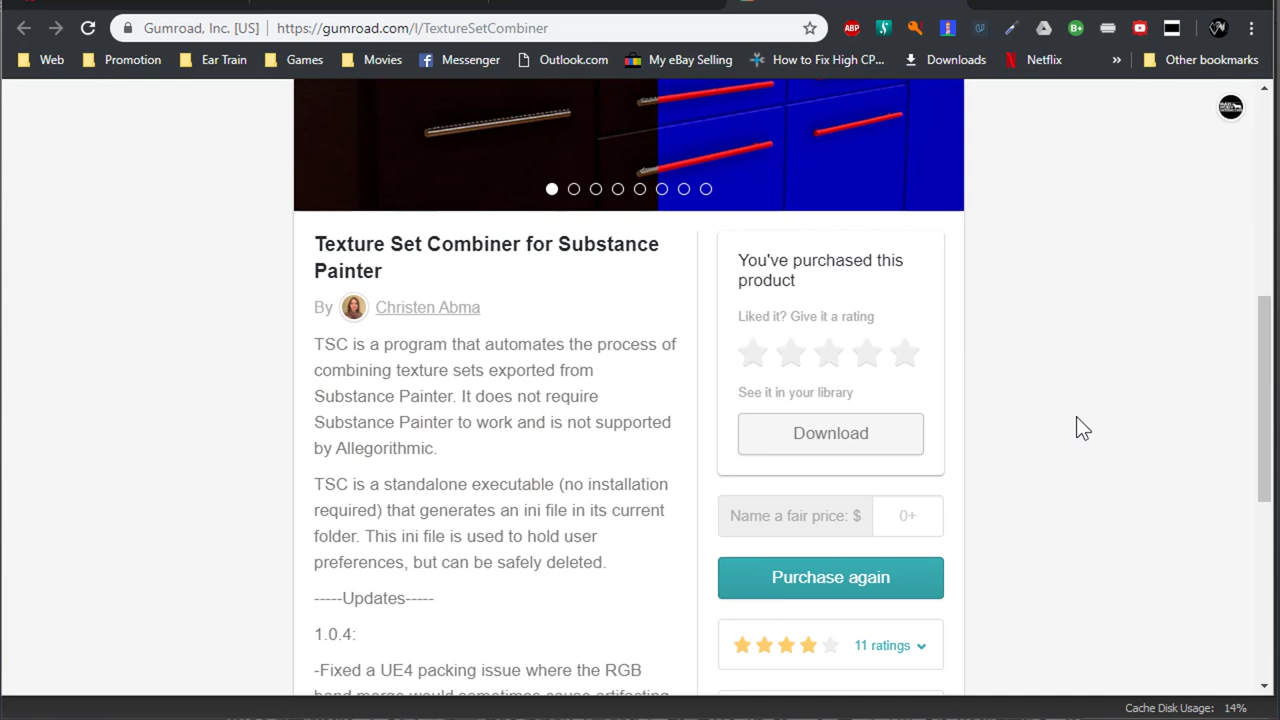 Gumroad, Inc. [US] https://gumroad.com/l/TextureSetCombiner
ABP
Web Promotion Ear Train Games Movies Messenger Outlook.com My eBay Selling How to Fix High CP... Downloads Netflix » Other bookmarks
Texture Set Combiner for Substance
Painter
By Christen Abma
TSC is a program that automates the process of
combining texture sets exported from
Substance Painter. It does not require
Substance Painter to work and is not supported
by Allegorithmic.
TSC is a standalone executable (no installation
required) that generates an ini file in its current
folder. This ini file is used to hold user
preferences, but can be safely deleted.
-----Updates-----
1.0.4:
-Fixed a UE4 packing issue where the RGB
You've purchased this
product
Liked it? Give it a rating
See it in your library
Download
Name a fair price: $ 0+
Purchase again
11 ratings
Cache Disk Usage: 14%